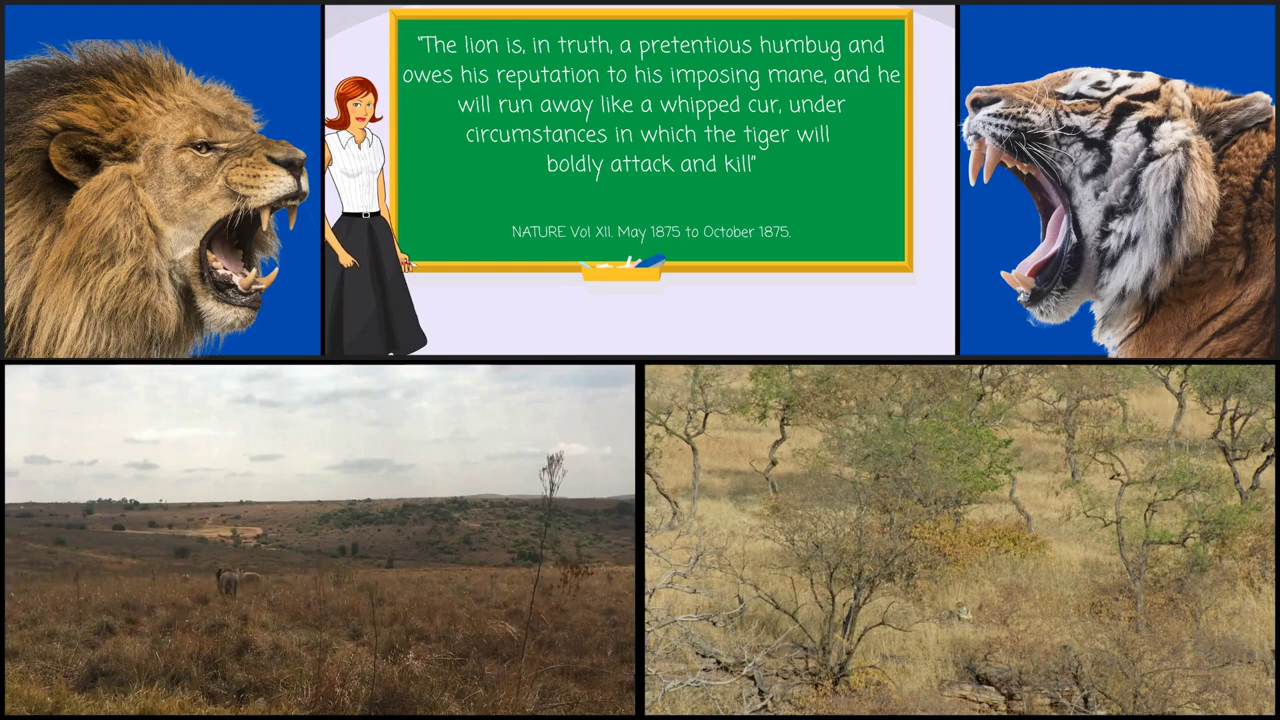 "The lion is, in truth, a pretentious humbug and
owes his reputation to his imposing mane, and he
will run away like a whipped cur, under
circumstances in which the tiger will
boldly attack and kill"
NATURE Vol XII. May 1875 to October 1875.